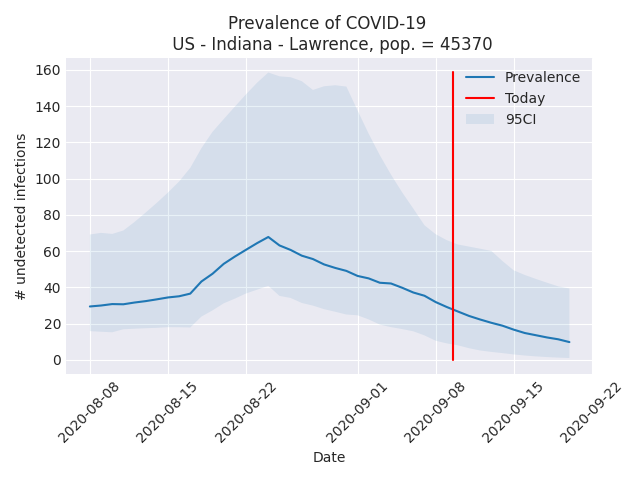 Prevalence of COVID-19
US - Indiana - Lawrence, pop. = 45370
160
140
120
100
80
60
40
20
0
# undetected infections
Prevalence
Today
95CI
2020-08-08
2020-08-15
2020-08-22
2020-09-01
2020-09-08
2020-09-15
2020-09-22
Date